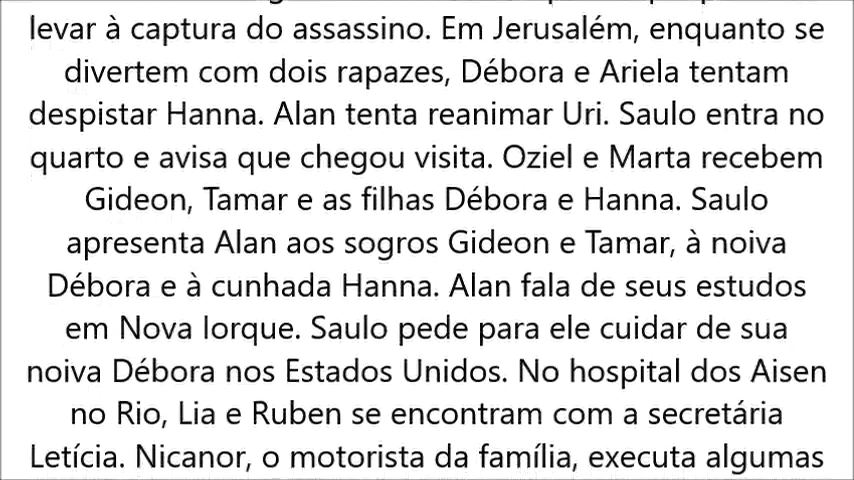 levar à captura do assassino. Em Jerusalém, enquanto se
divertem com dois rapazes, Débora e Ariela tentam
despistar Hanna. Alan tenta reanimar Uri. Saulo entra no
quarto e avisa que chegou visita. Oziel e Marta recebem
Gideon, Tamar e as filhas Débora e Hanna. Saulo
apresenta Alan aos sogros Gideon e Tamar, à noiva
Débora e à cunhada Hanna. Alan fala de seus estudos
em Nova Iorque. Saulo pede para ele cuidar de sua
noiva Débora nos Estados Unidos. No hospital dos Aisen
no Rio, Lia e Ruben se encontram com a secretária
Letícia. Nicanor, o motorista da família, executa algumas